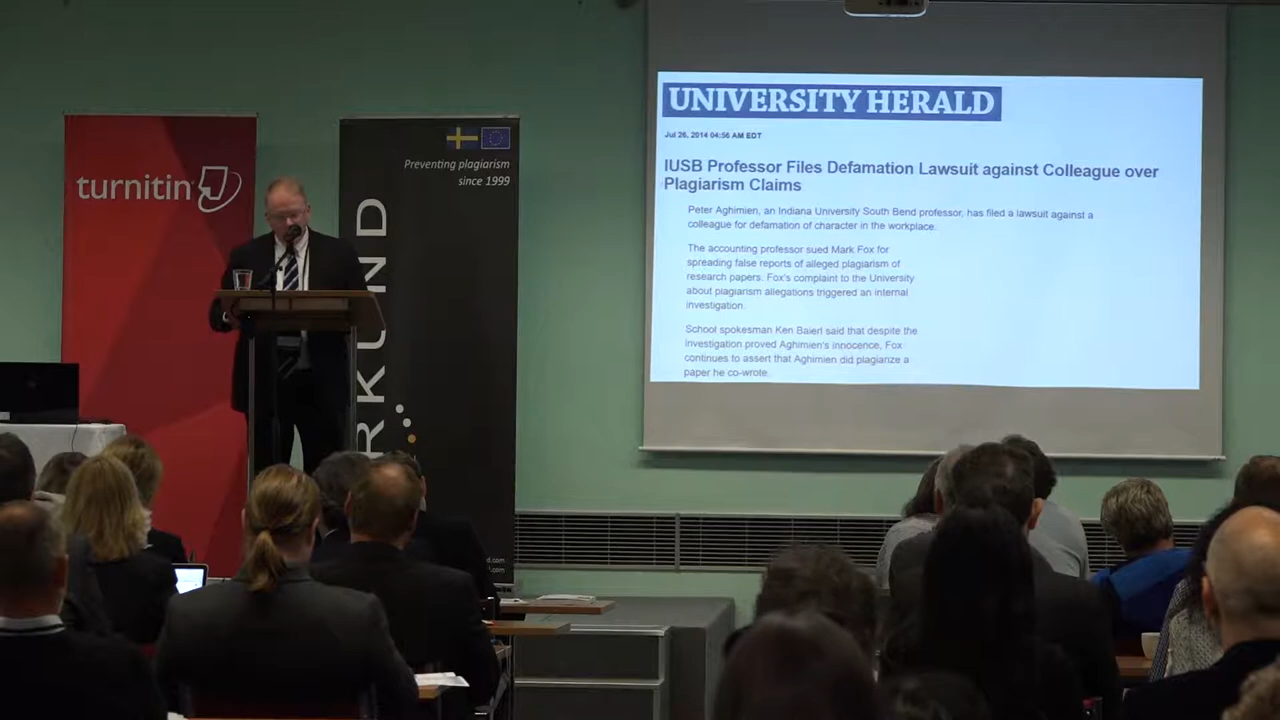 turnitin
Preventing plagiarism
since 1999
RKUND
UNIVERSITY HERALD
Jul 26, 2014 04:56 AM EDT
IUSB Professor Files Defamation Lawsuit against Colleague over
Plagiarism Claims
Peter Aghimien, an Indiana University South Bend professor, has filed a lawsuit against a
colleague for defamation of character in the workplace.
The accounting professor sued Mark Fox for
spreading false reports of alleged plagiarism of
research papers. Fox's complaint to the University
about plagiarism allegations triggered an internal
investigation.
School spokesman Ken Baierl said that despite the
investigation proved Aghimien's innocence, Fox
continues to assert that Aghimien did plagiarize a
paper he co-wrote.